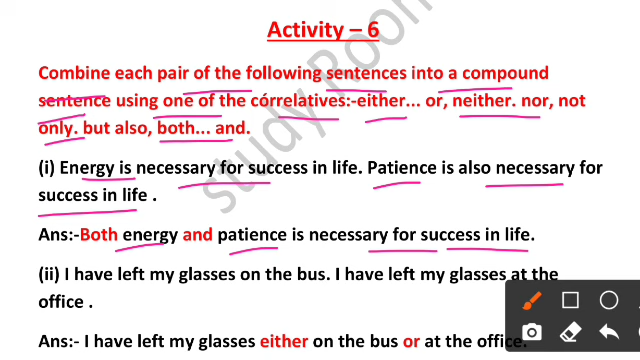 Activity – 6
Combine each pair of the following sentences into a compound
sentence using one of the córrelatives:-either... or, neither. nor, not
only. but also, both... and.
(i) Energy is necessary for success in life. Patience is also necessary for
success in life .
Ans:-Both energy and patience is necessary for success in life.
(ii) I have left my glasses on the bus. I have left my glasses at the
office .
Ans:- I have left my glasses either on the bus or at the office.
study Room